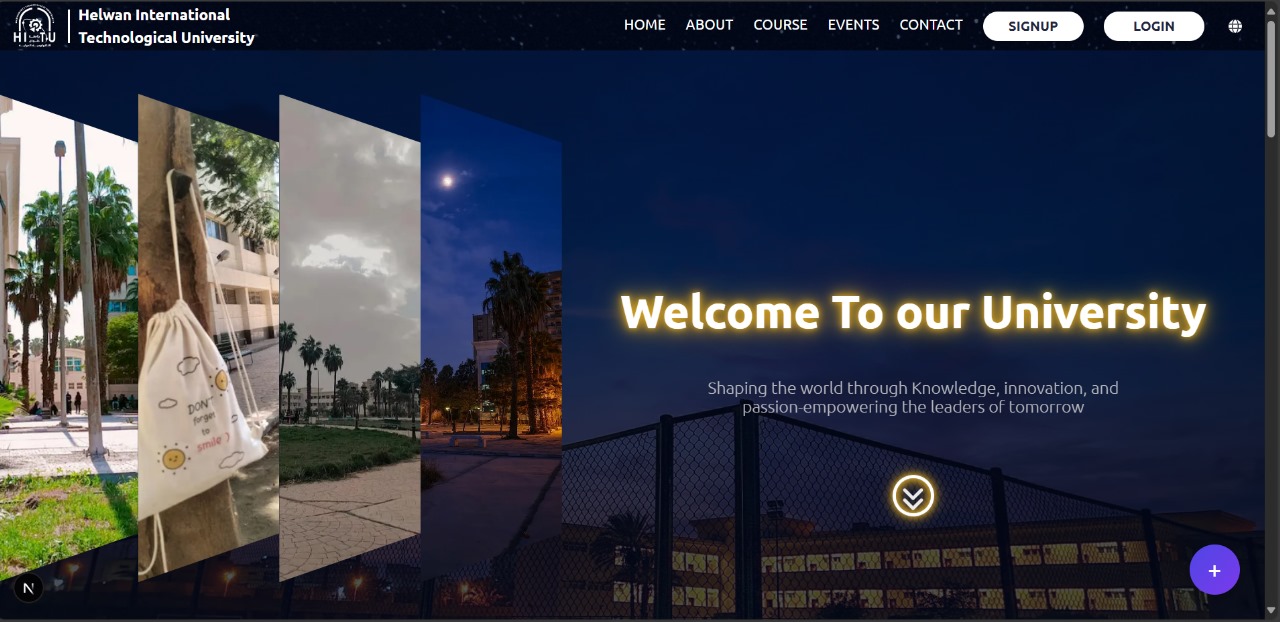 Helwan International
Technological University
HITU
HOME ABOUT COURSE EVENTS CONTACT SIGNUP LOGIN
DON'T
forget
to
smile :)
Welcome To our University
Shaping the world through Knowledge, innovation, and
passion-empowering the leaders of tomorrow
N
+